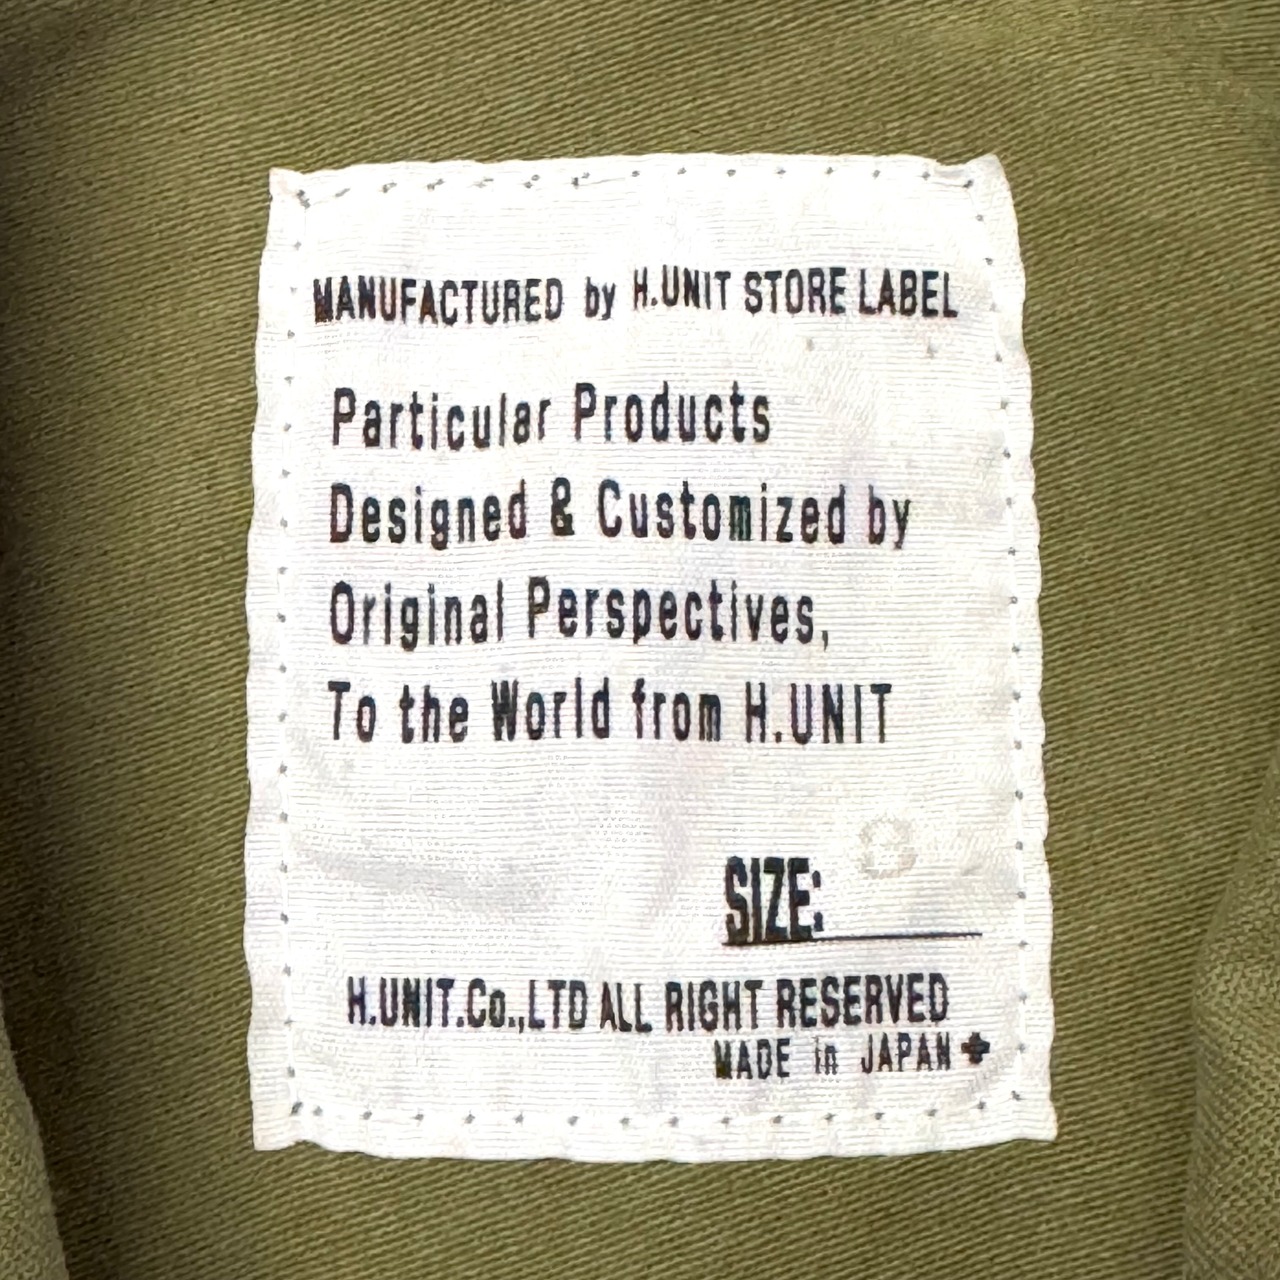 MANUFACTURED by H.UNIT STORE LABEL
Particular Products
Designed & Customized by
Original Perspectives,
To the World from H.UNIT
SIZE:
H.UNIT.Co.,LTD ALL RIGHT RESERVED
MADE in JAPAN